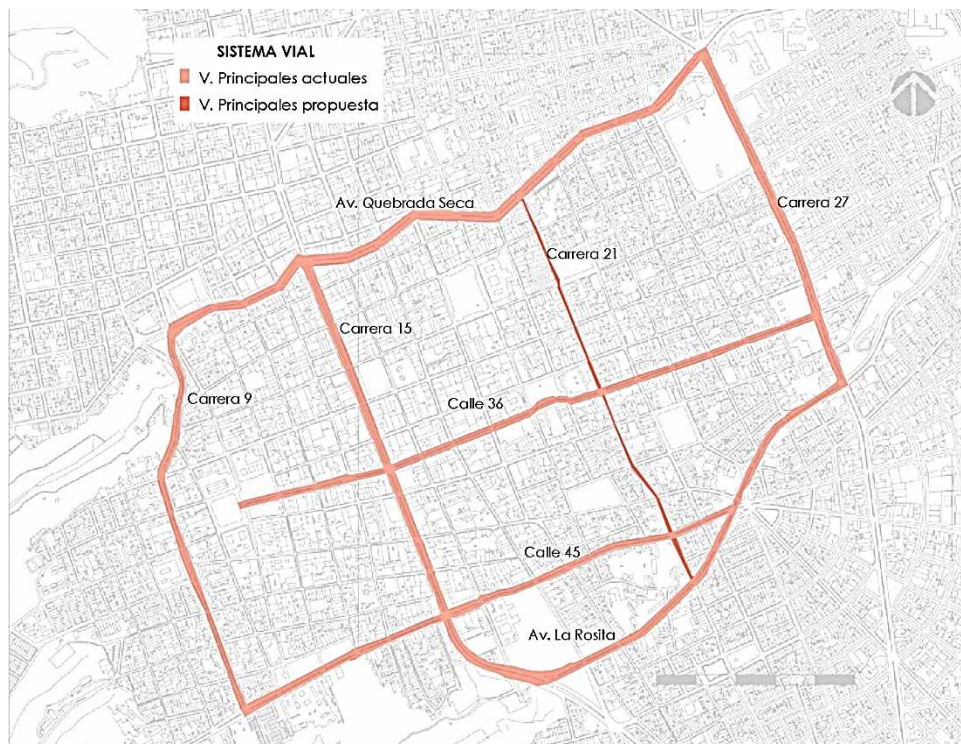 SISTEMA VIAL
V. Principales actuales
V. Principales propuesta
Av. Quebrada Seca
Carrera 27
Carrera 21
Carrera 15
Carrera 9
Calle 36
Calle 45
Av. La Rosita